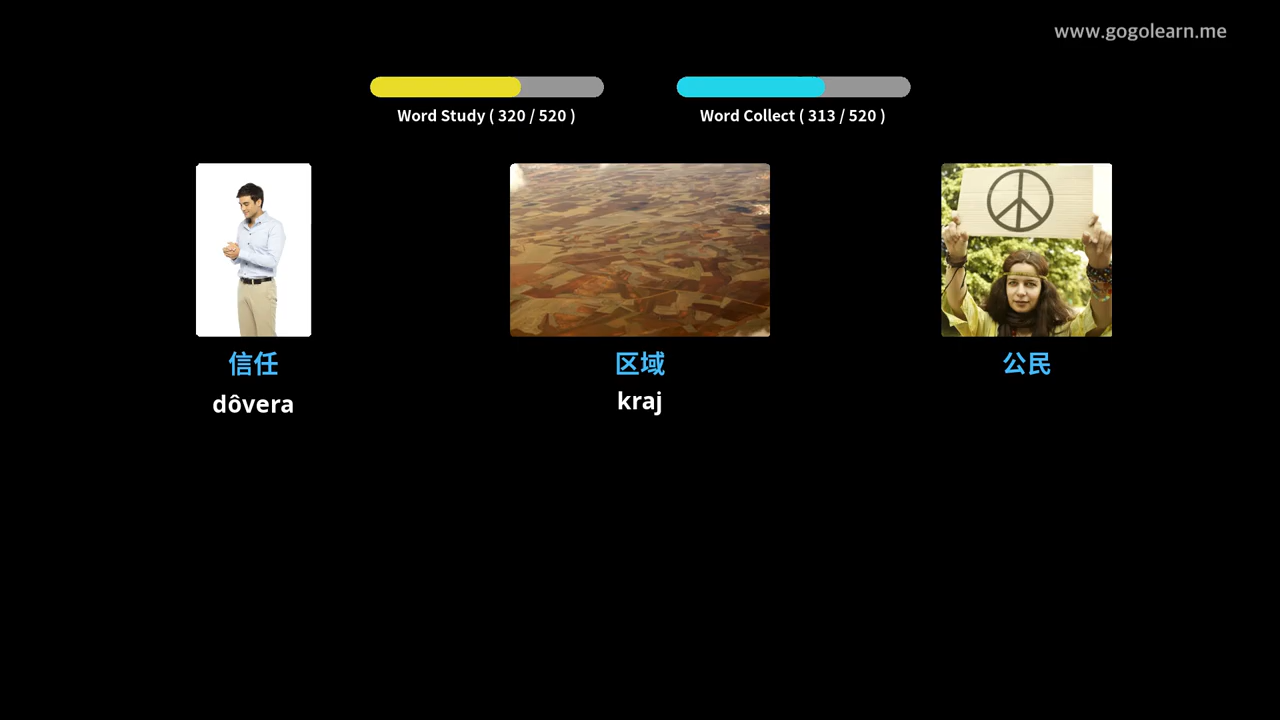 www.gogolearn.me
Word Study ( 320 / 520 )
Word Collect ( 313 / 520 )
信任
区域
公民
dôvera
kraj